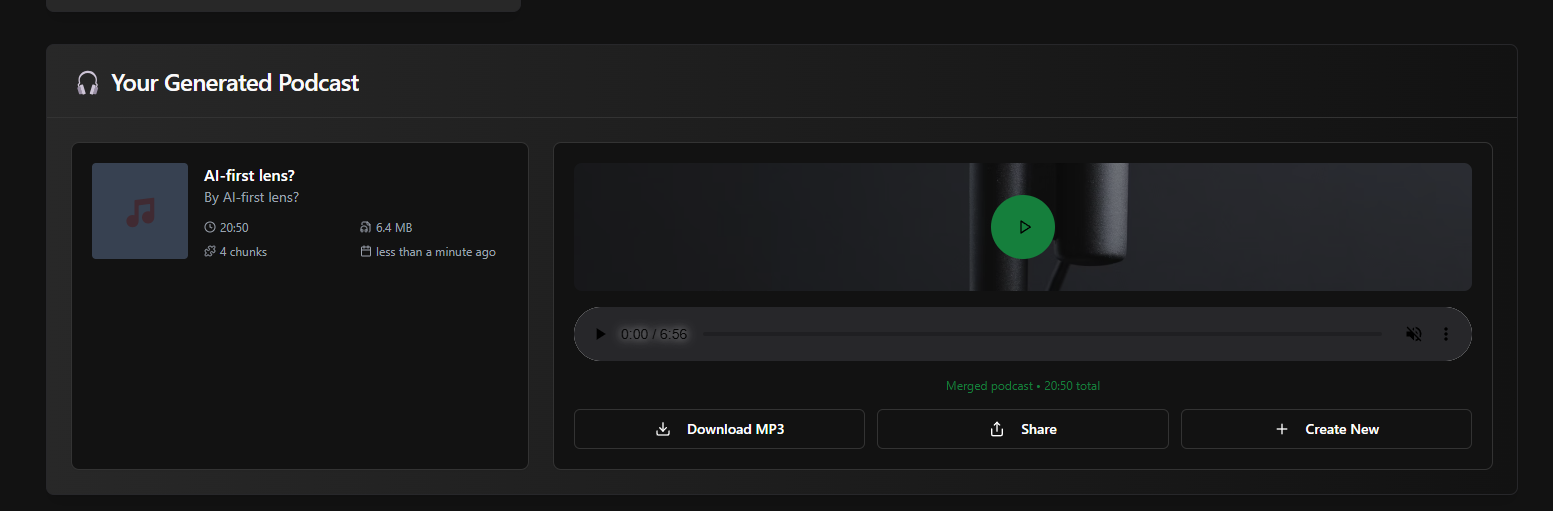 Your Generated Podcast
AI-first lens?
By AI-first lens?
20:50
6.4 MB
4 chunks
less than a minute ago
0:00 / 6:56
Merged podcast • 20:50 total
Download MP3
Share
Create New